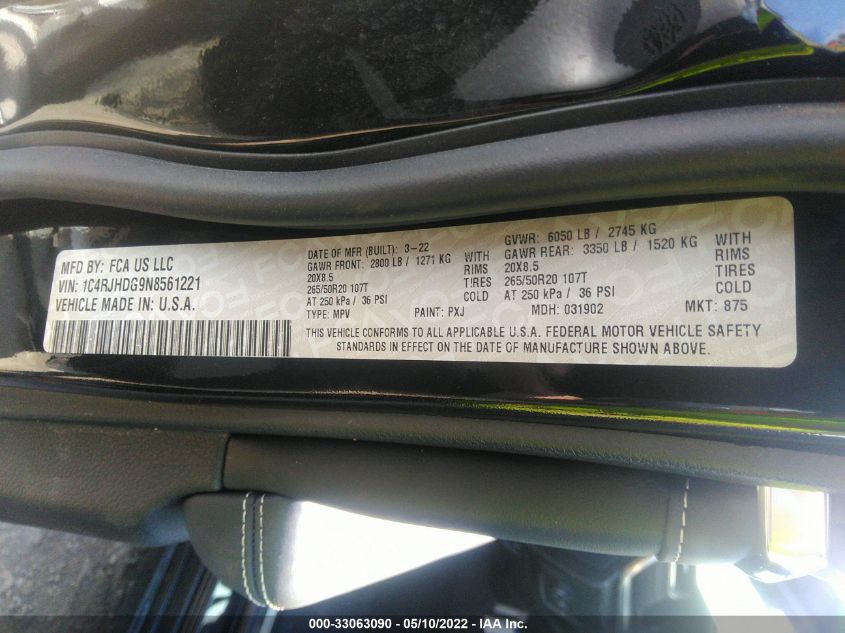 MFD BY: FCA US LLC
VIN: 1C4RJHDG9N8561221
VEHICLE MADE IN: U.S.A.
DATE OF MFR (BUILT): 3-22
GAWR FRONT: 2800 LB / 1271 KG WITH
20X8.5 RIMS
265/50R20 107T TIRES
AT 250 kPa / 36 PSI COLD
TYPE: MPV PAINT: PXJ
GVWR: 6050 LB / 2745 KG
GAWR REAR: 3350 LB / 1520 KG WITH
20X8.5 RIMS
265/50R20 107T TIRES
AT 250 kPa / 36 PSI COLD
MDH: 031902 MKT: 875
THIS VEHICLE CONFORMS TO ALL APPLICABLE U.S.A. FEDERAL MOTOR VEHICLE SAFETY
STANDARDS IN EFFECT ON THE DATE OF MANUFACTURE SHOWN ABOVE.
000-33063090 - 05/10/2022 - IAA Inc.